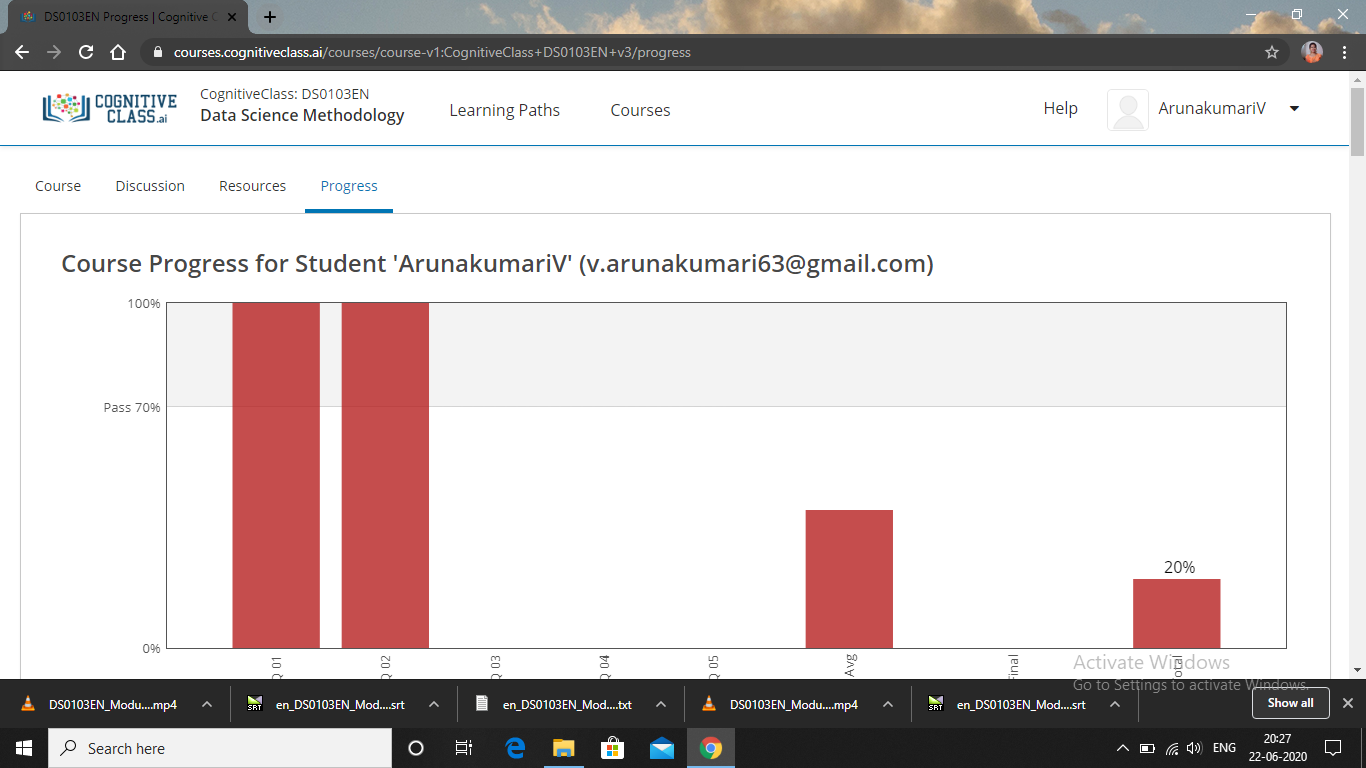 DS0103EN Progress | Cognitive C
courses.cognitiveclass.ai/courses/course-v1:CognitiveClass+DS0103EN+v3/progress
COGNITIVE
CLASS.ai
CognitiveClass: DS0103EN
Data Science Methodology
Learning Paths
Courses
Help
ArunakumariV
Course
Discussion
Resources
Progress
Course Progress for Student 'ArunakumariV' (v.arunakumari63@gmail.com)
100%
Pass 70%
0%
20%
Q 01
Q 02
Q 03
Q 04
Q 05
Avg
Final
Total
Activate Windows
Go to Settings to activate Windows.
DS0103EN_Modu....mp4
SRT
en_DS0103EN_Mod....srt
en_DS0103EN_Mod....txt
DS0103EN_Modu....mp4
SRT
en_DS0103EN_Mod....srt
Show all
Search here
ENG
20:27
22-06-2020